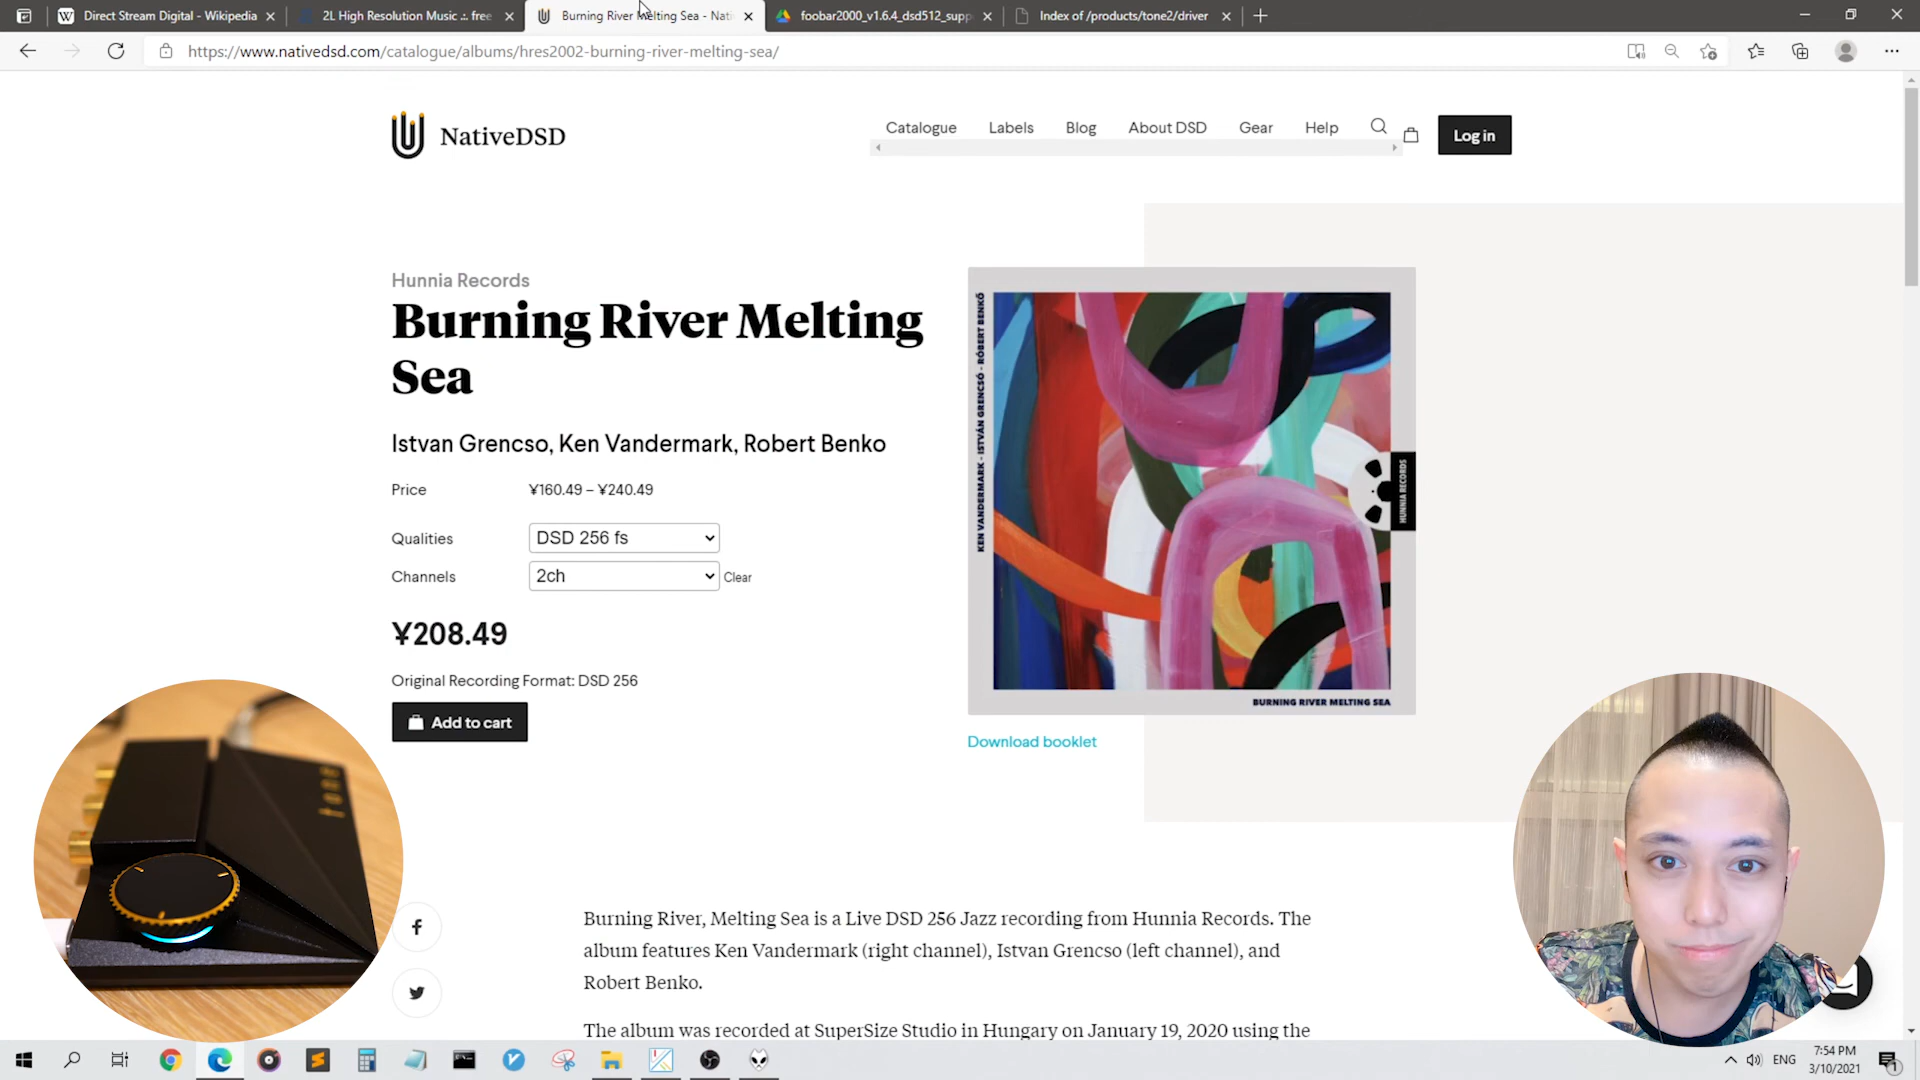 Direct Stream Digital - Wikipedia
2L High Resolution Music .:. free
Burning River Melting Sea - Nati
foobar2000_v1.6.4_dsd512_supp
Index of /products/tone2/driver
https://www.nativedsd.com/catalogue/albums/hres2002-burning-river-melting-sea/
NativeDSD
Catalogue
Labels
Blog
About DSD
Gear
Help
Log in
Hunnia Records
Burning River Melting
Sea
Istvan Grencso, Ken Vandermark, Robert Benko
Price
¥160.49 – ¥240.49
Qualities
DSD 256 fs
Channels
2ch
Clear
¥208.49
Original Recording Format: DSD 256
Add to cart
KEN VANDERMARK - ISTVÁN GRENCSÓ - RÓBERT BENKŐ
HUNNIA RECORDS
BURNING RIVER MELTING SEA
Download booklet
tone
Burning River, Melting Sea is a Live DSD 256 Jazz recording from Hunnia Records. The
album features Ken Vandermark (right channel), Istvan Grencso (left channel), and
Robert Benko.
The album was recorded at SuperSize Studio in Hungary on January 19, 2020 using the
ENG
7:54 PM
3/10/2021
1